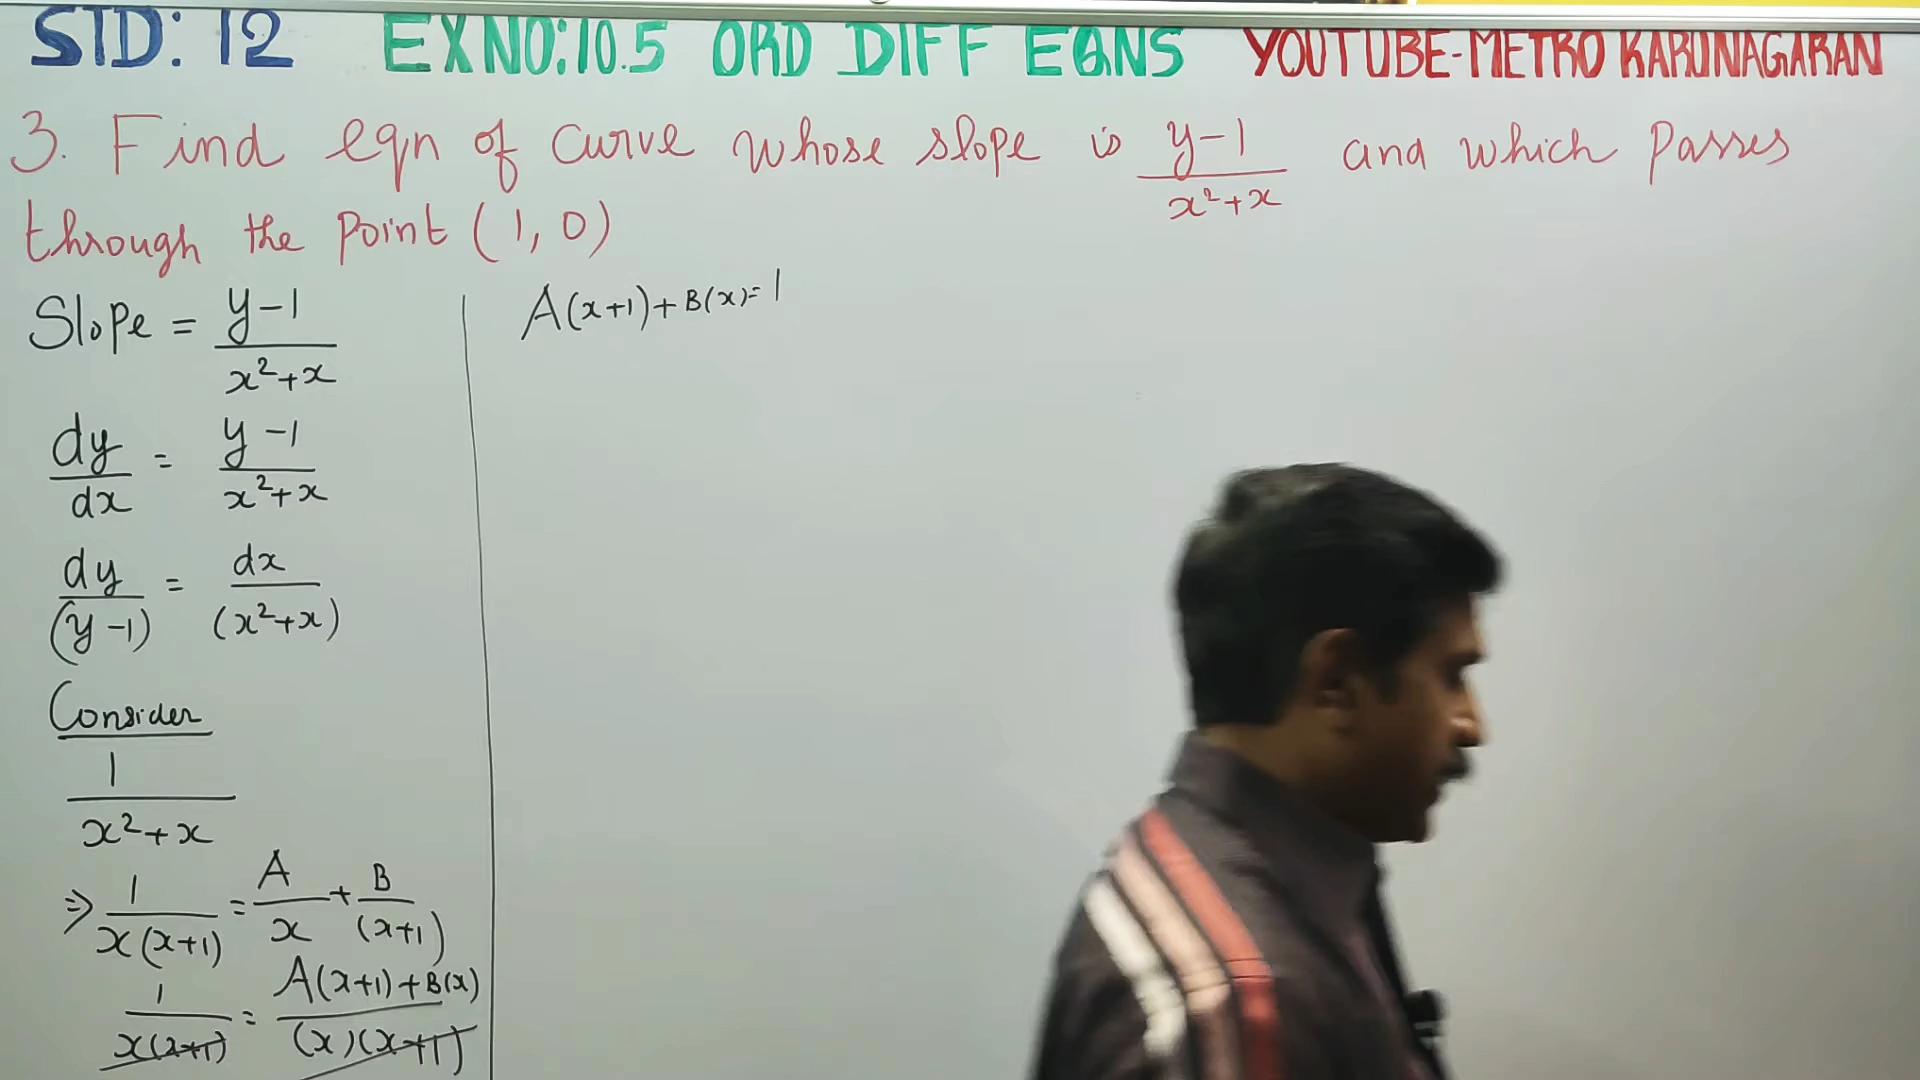 STD: 12 EX NO: 10.5 ORD DIFF EQNS YOUTUBE-METRO KARUNAGARAN
3. Find eqn of curve whose slope is (y-1)/(x²+x) and which passes
through the point (1, 0)
Slope = (y-1)/(x²+x)
dy/dx = (y-1)/(x²+x)
dy/(y-1) = dx/(x²+x)
Consider
1/(x²+x)
⇒ 1/(x(x+1)) = A/x + B/(x+1)
1/(x(x+1)) = (A(x+1)+B(x))/((x)(x+1))
A(x+1)+B(x)=1